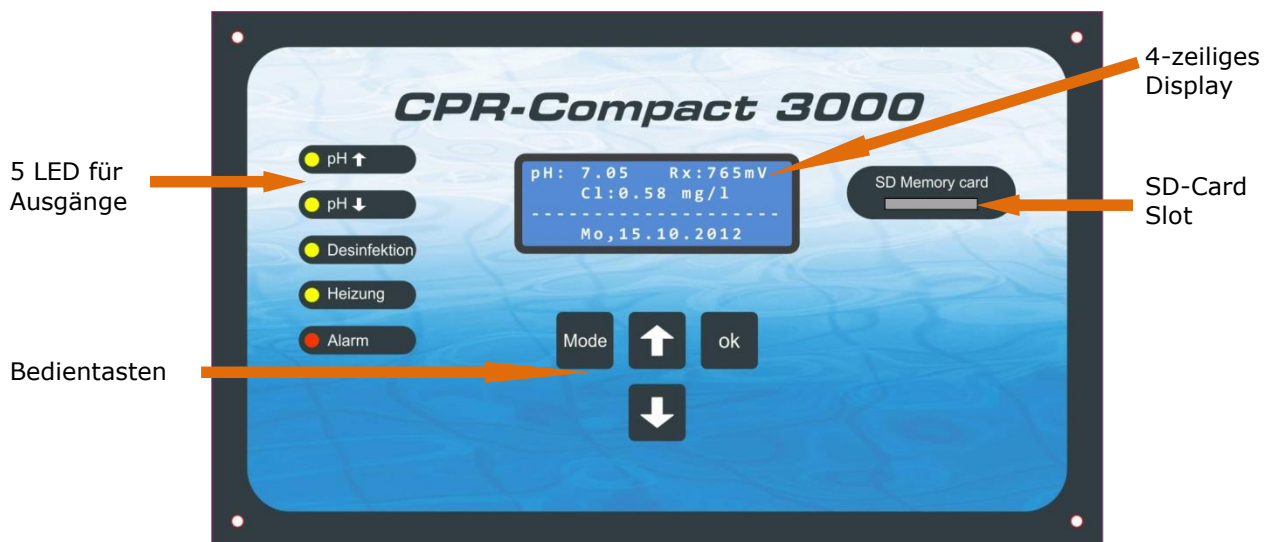 CPR-Compact 3000
5 LED für
Ausgänge
pH ↑
pH ↓
Desinfektion
Heizung
Alarm
pH: 7.05 Rx:765mV
Cl:0.58 mg/l
--------------------
Mo,15.10.2012
SD Memory card
4-zeiliges
Display
SD-Card
Slot
Bedientasten
Mode
ok